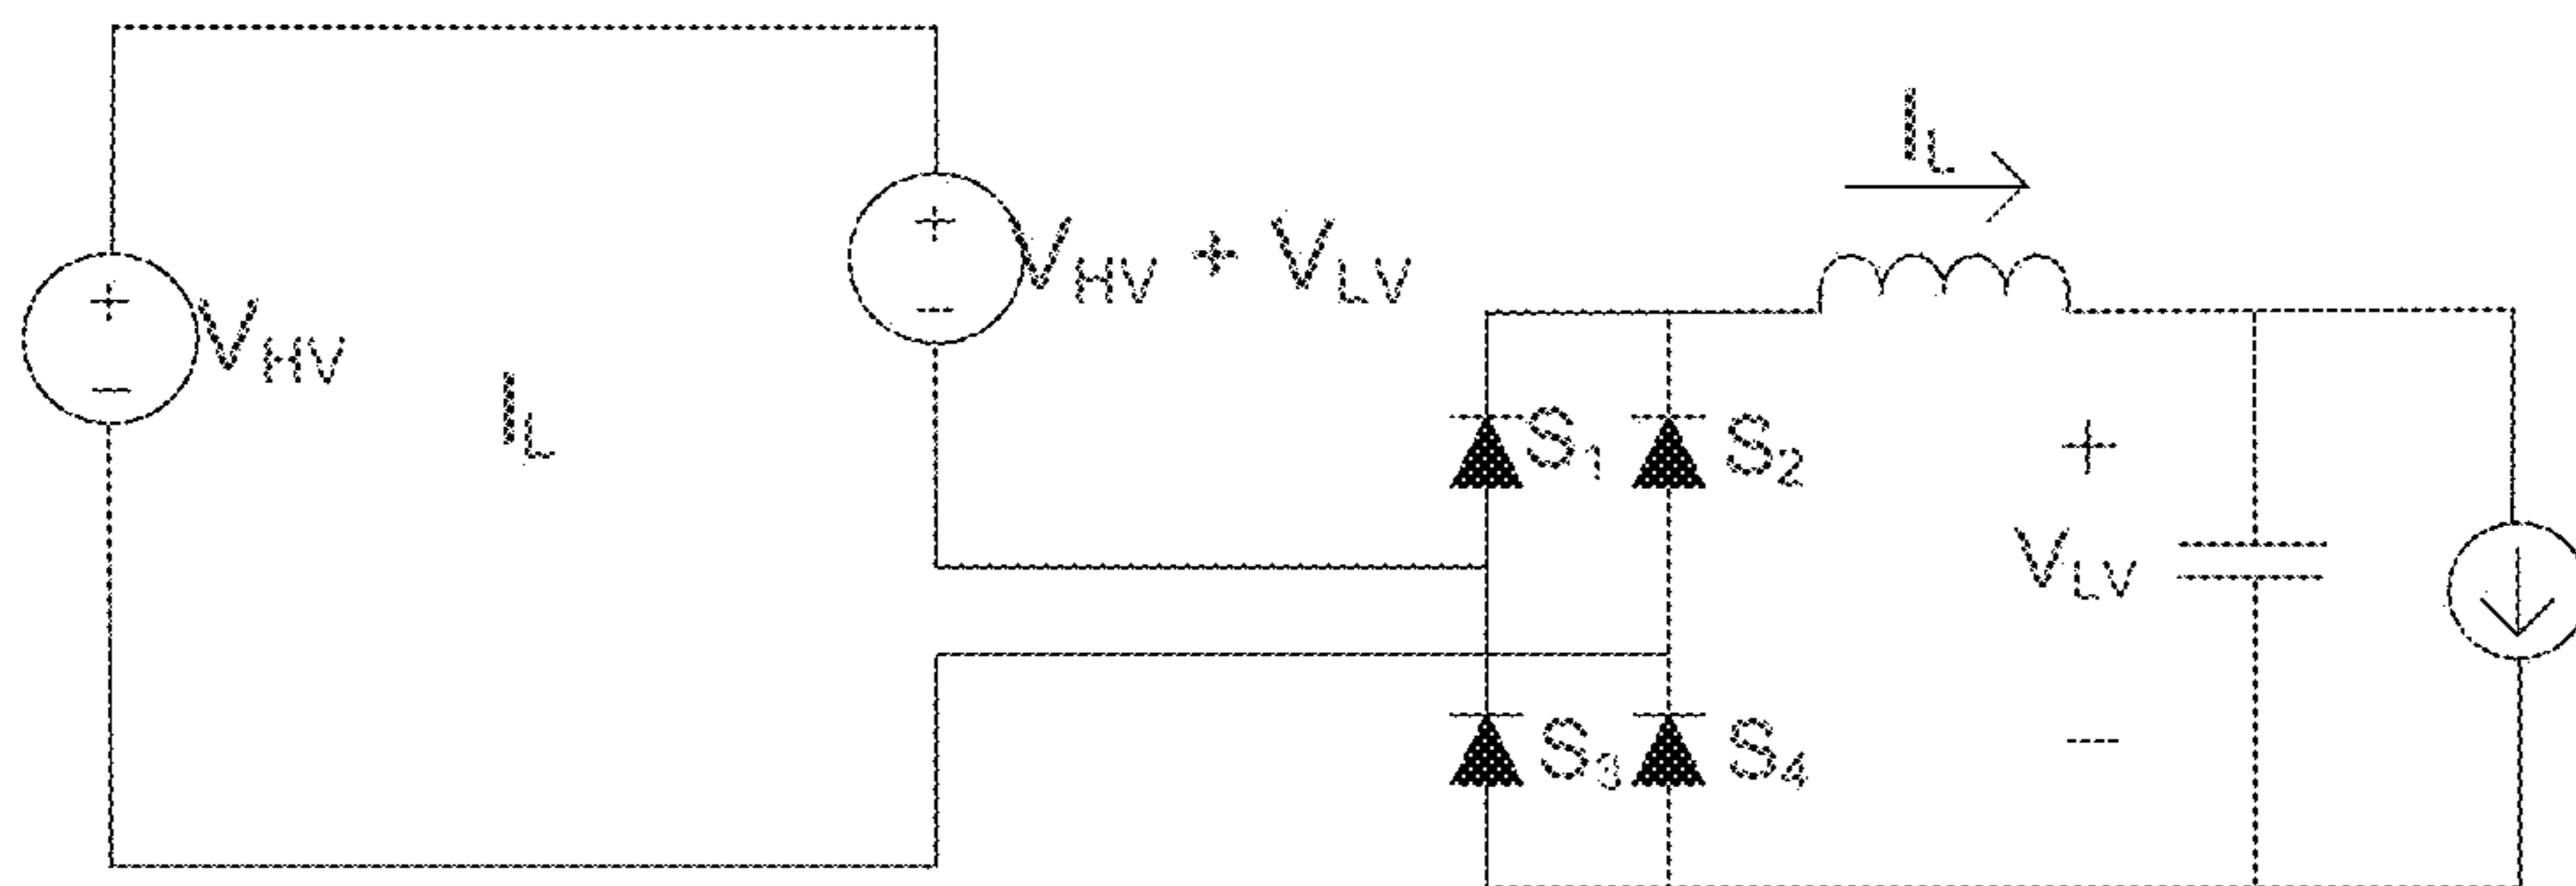 I_L
+
V_HV + V_LV
−
+
V_HV
−
I_L
S_1
S_2
+
V_LV
S_3
S_4
−